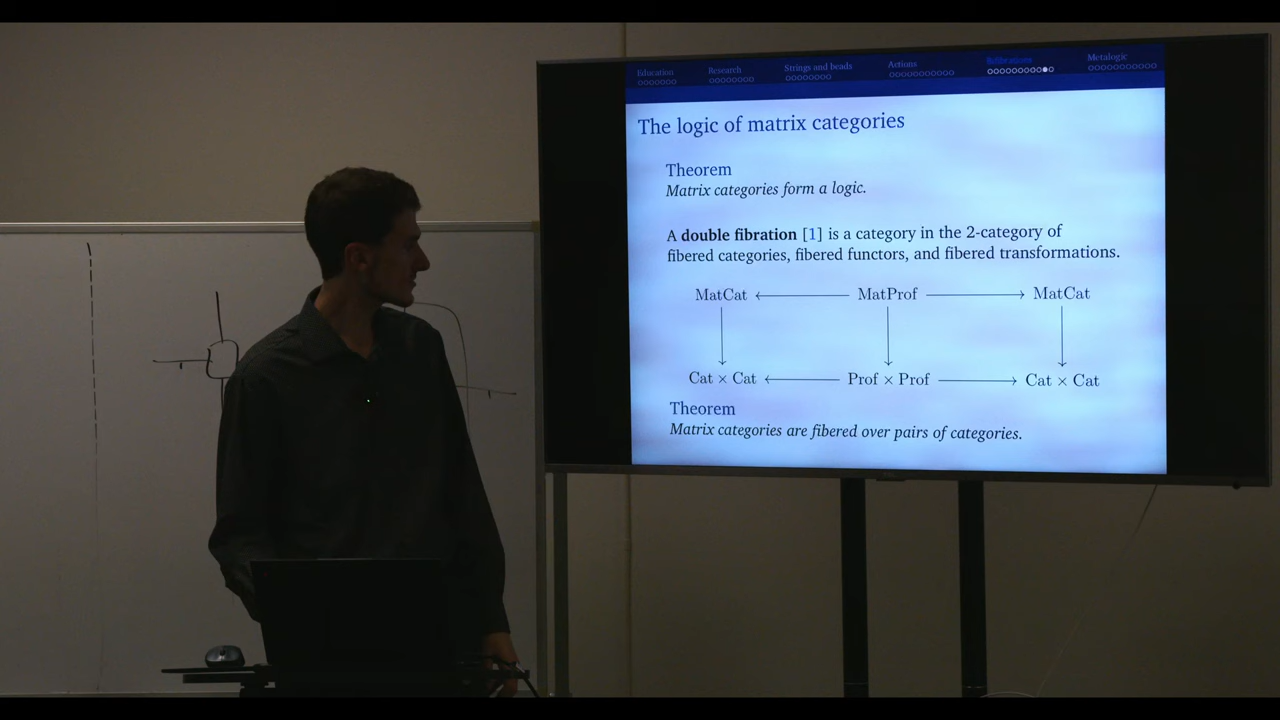 Education Research Strings and beads Actions Bifibrations Metalogic
The logic of matrix categories
Theorem
Matrix categories form a logic.
A double fibration [1] is a category in the 2-category of
fibered categories, fibered functors, and fibered transformations.
MatCat MatProf MatCat
Cat × Cat Prof × Prof Cat × Cat
Theorem
Matrix categories are fibered over pairs of categories.